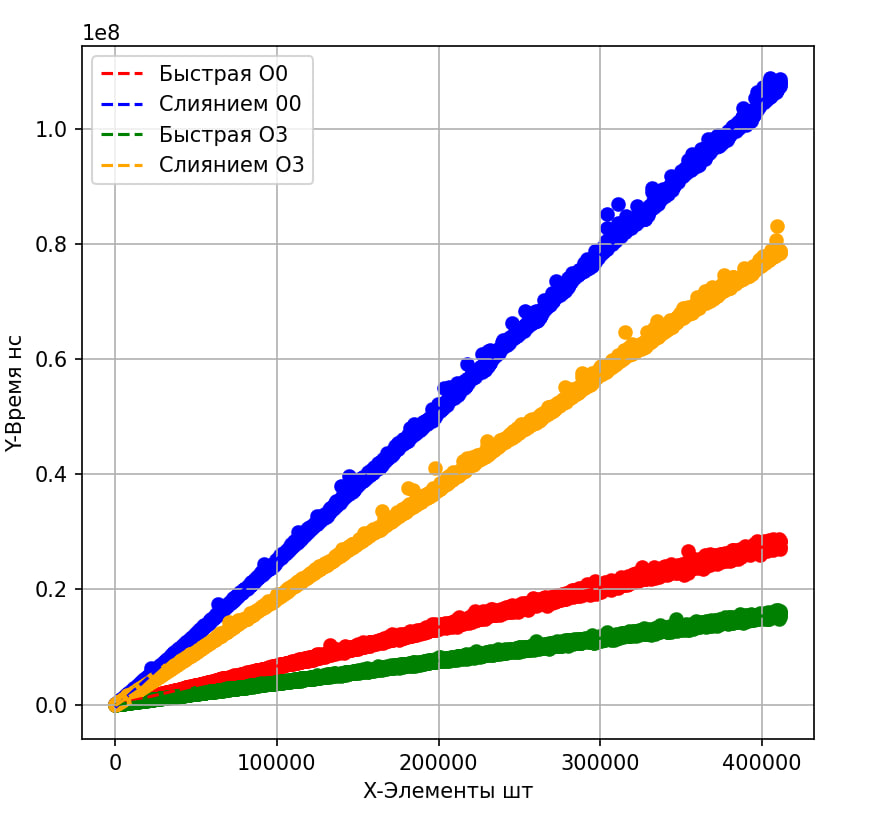 1e8
Быстрая O0
Слиянием 00
Быстрая O3
Слиянием O3
1.0
0.8
0.6
0.4
0.2
0.0
Y-Время нс
0 100000 200000 300000 400000
X-Элементы шт